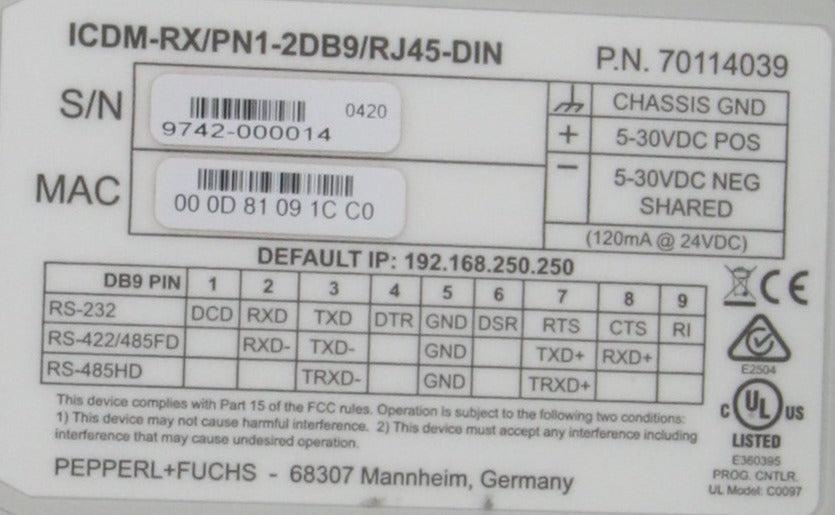 ICDM-RX/PN1-2DB9/RJ45-DIN P.N. 70114039
S/N 9742-000014 0420
MAC 00 0D 81 09 1C C0
CHASSIS GND
+ 5-30VDC POS
− 5-30VDC NEG
SHARED
(120mA @ 24VDC)
DEFAULT IP: 192.168.250.250
DB9 PIN 1 2 3 4 5 6 7 8 9
RS-232 DCD RXD TXD DTR GND DSR RTS CTS RI
RS-422/485FD RXD- TXD- GND TXD+ RXD+
RS-485HD TRXD- GND TRXD+
This device complies with Part 15 of the FCC rules. Operation is subject to the following two conditions:
1) This device may not cause harmful interference. 2) This device must accept any interference including
interference that may cause undesired operation.
PEPPERL+FUCHS - 68307 Mannheim, Germany
CE
E2504
C UL US
LISTED
E360395
PROG. CNTLR.
UL Model: C0097